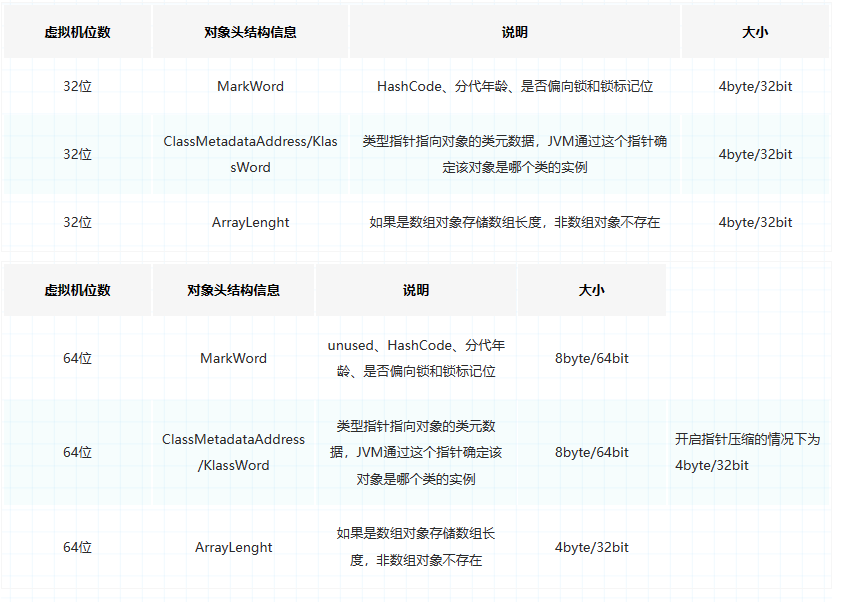 虚拟机位数 对象头结构信息 说明 大小
32位 MarkWord HashCode、分代年龄、是否偏向锁和锁标记位 4byte/32bit
ClassMetadataAddress/Klas 类型指针指向对象的类元数据，JVM通过这个指针确
32位 4byte/32bit
sWord 定该对象是哪个类的实例
32位 ArrayLenght 如果是数组对象存储数组长度，非数组对象不存在 4byte/32bit
虚拟机位数 对象头结构信息 说明 大小
unused、HashCode、分代年
64位 MarkWord 8byte/64bit
龄、是否偏向锁和锁标记位
类型指针指向对象的类元数
ClassMetadataAddress 开启指针压缩的情况下为
64位 据，JVM通过这个指针确定该 8byte/64bit
/KlassWord 4byte/32bit
对象是哪个类的实例
如果是数组对象存储数组长
64位 ArrayLenght 4byte/32bit
度，非数组对象不存在